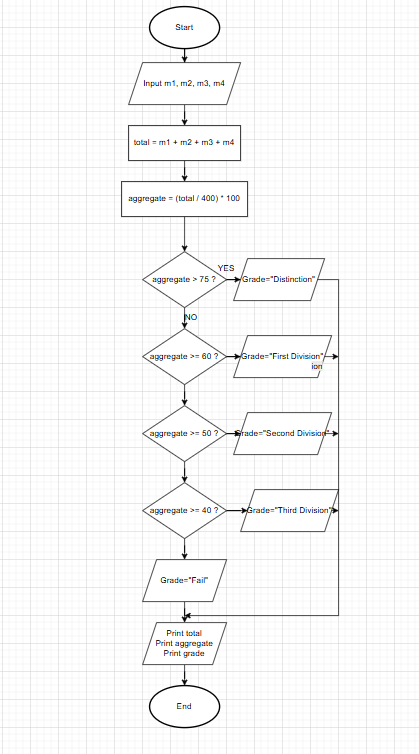 Start
Input m1, m2, m3, m4
total = m1 + m2 + m3 + m4
aggregate = (total / 400) * 100
YES
aggregate > 75 ?
Grade="Distinction"
NO
aggregate >= 60 ?
Grade="First Division"
ion
aggregate >= 50 ?
Grade="Second Division"
aggregate >= 40 ?
Grade="Third Division"
Grade="Fail"
Print total
Print aggregate
Print grade
End